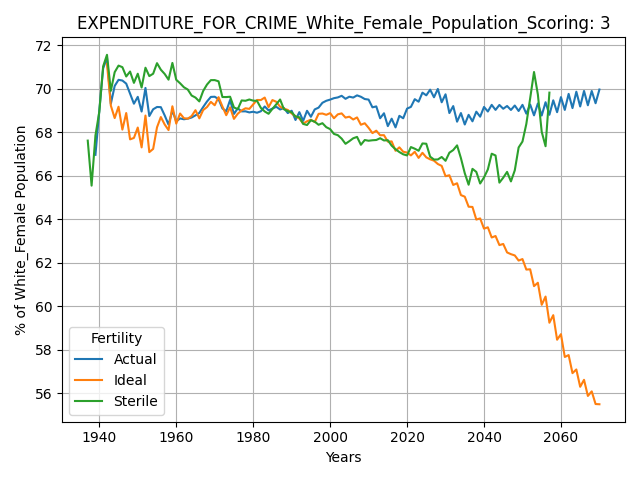 EXPENDITURE_FOR_CRIME_White_Female_Population_Scoring: 3
% of White_Female Population
72
70
68
66
64
62
60
58
56
Fertility
Actual
Ideal
Sterile
1940 1960 1980 2000 2020 2040 2060
Years